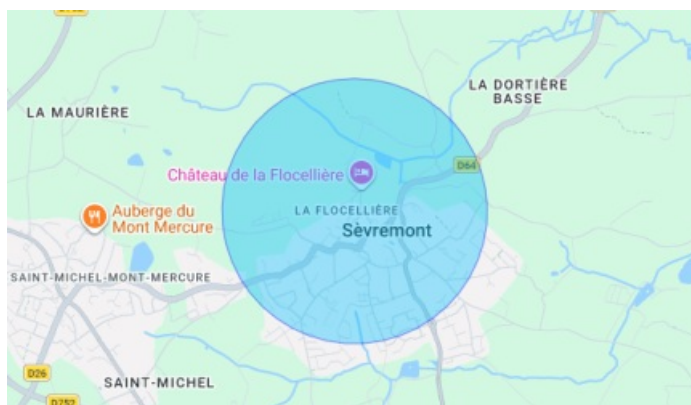 D752
LA DORTIÈRE
BASSE
LA MAURIÈRE
D64
Château de la Flocellière
Auberge du
Mont Mercure
LA FLOCELLIÈRE
Sèvremont
SAINT-MICHEL-MONT-MERCURE
D26
SAINT-MICHEL
D752